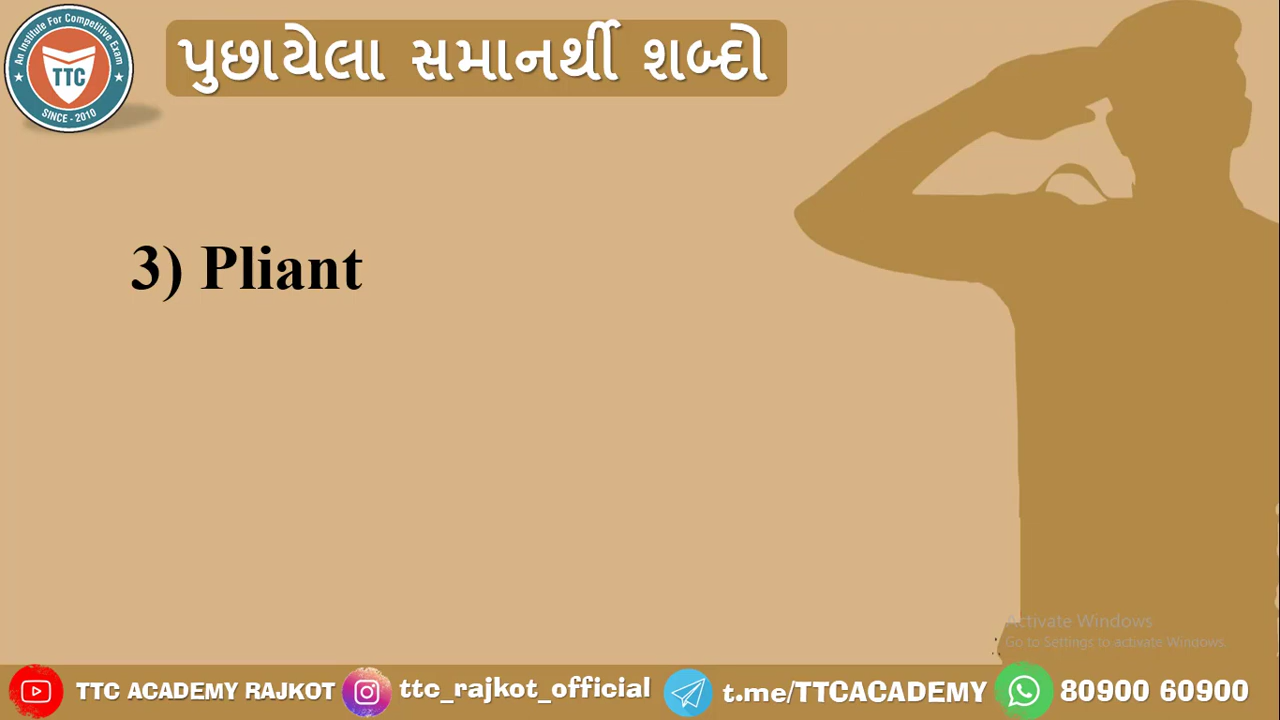 An Institute For Competitive Exam
TTC
SINCE - 2010
પુછાયેલા સમાનર્થી શબ્દો
3) Pliant
Activate Windows
Go to Settings to activate Windows.
TTC ACADEMY RAJKOT ttc_rajkot_official t.me/TTCACADEMY 80900 60900